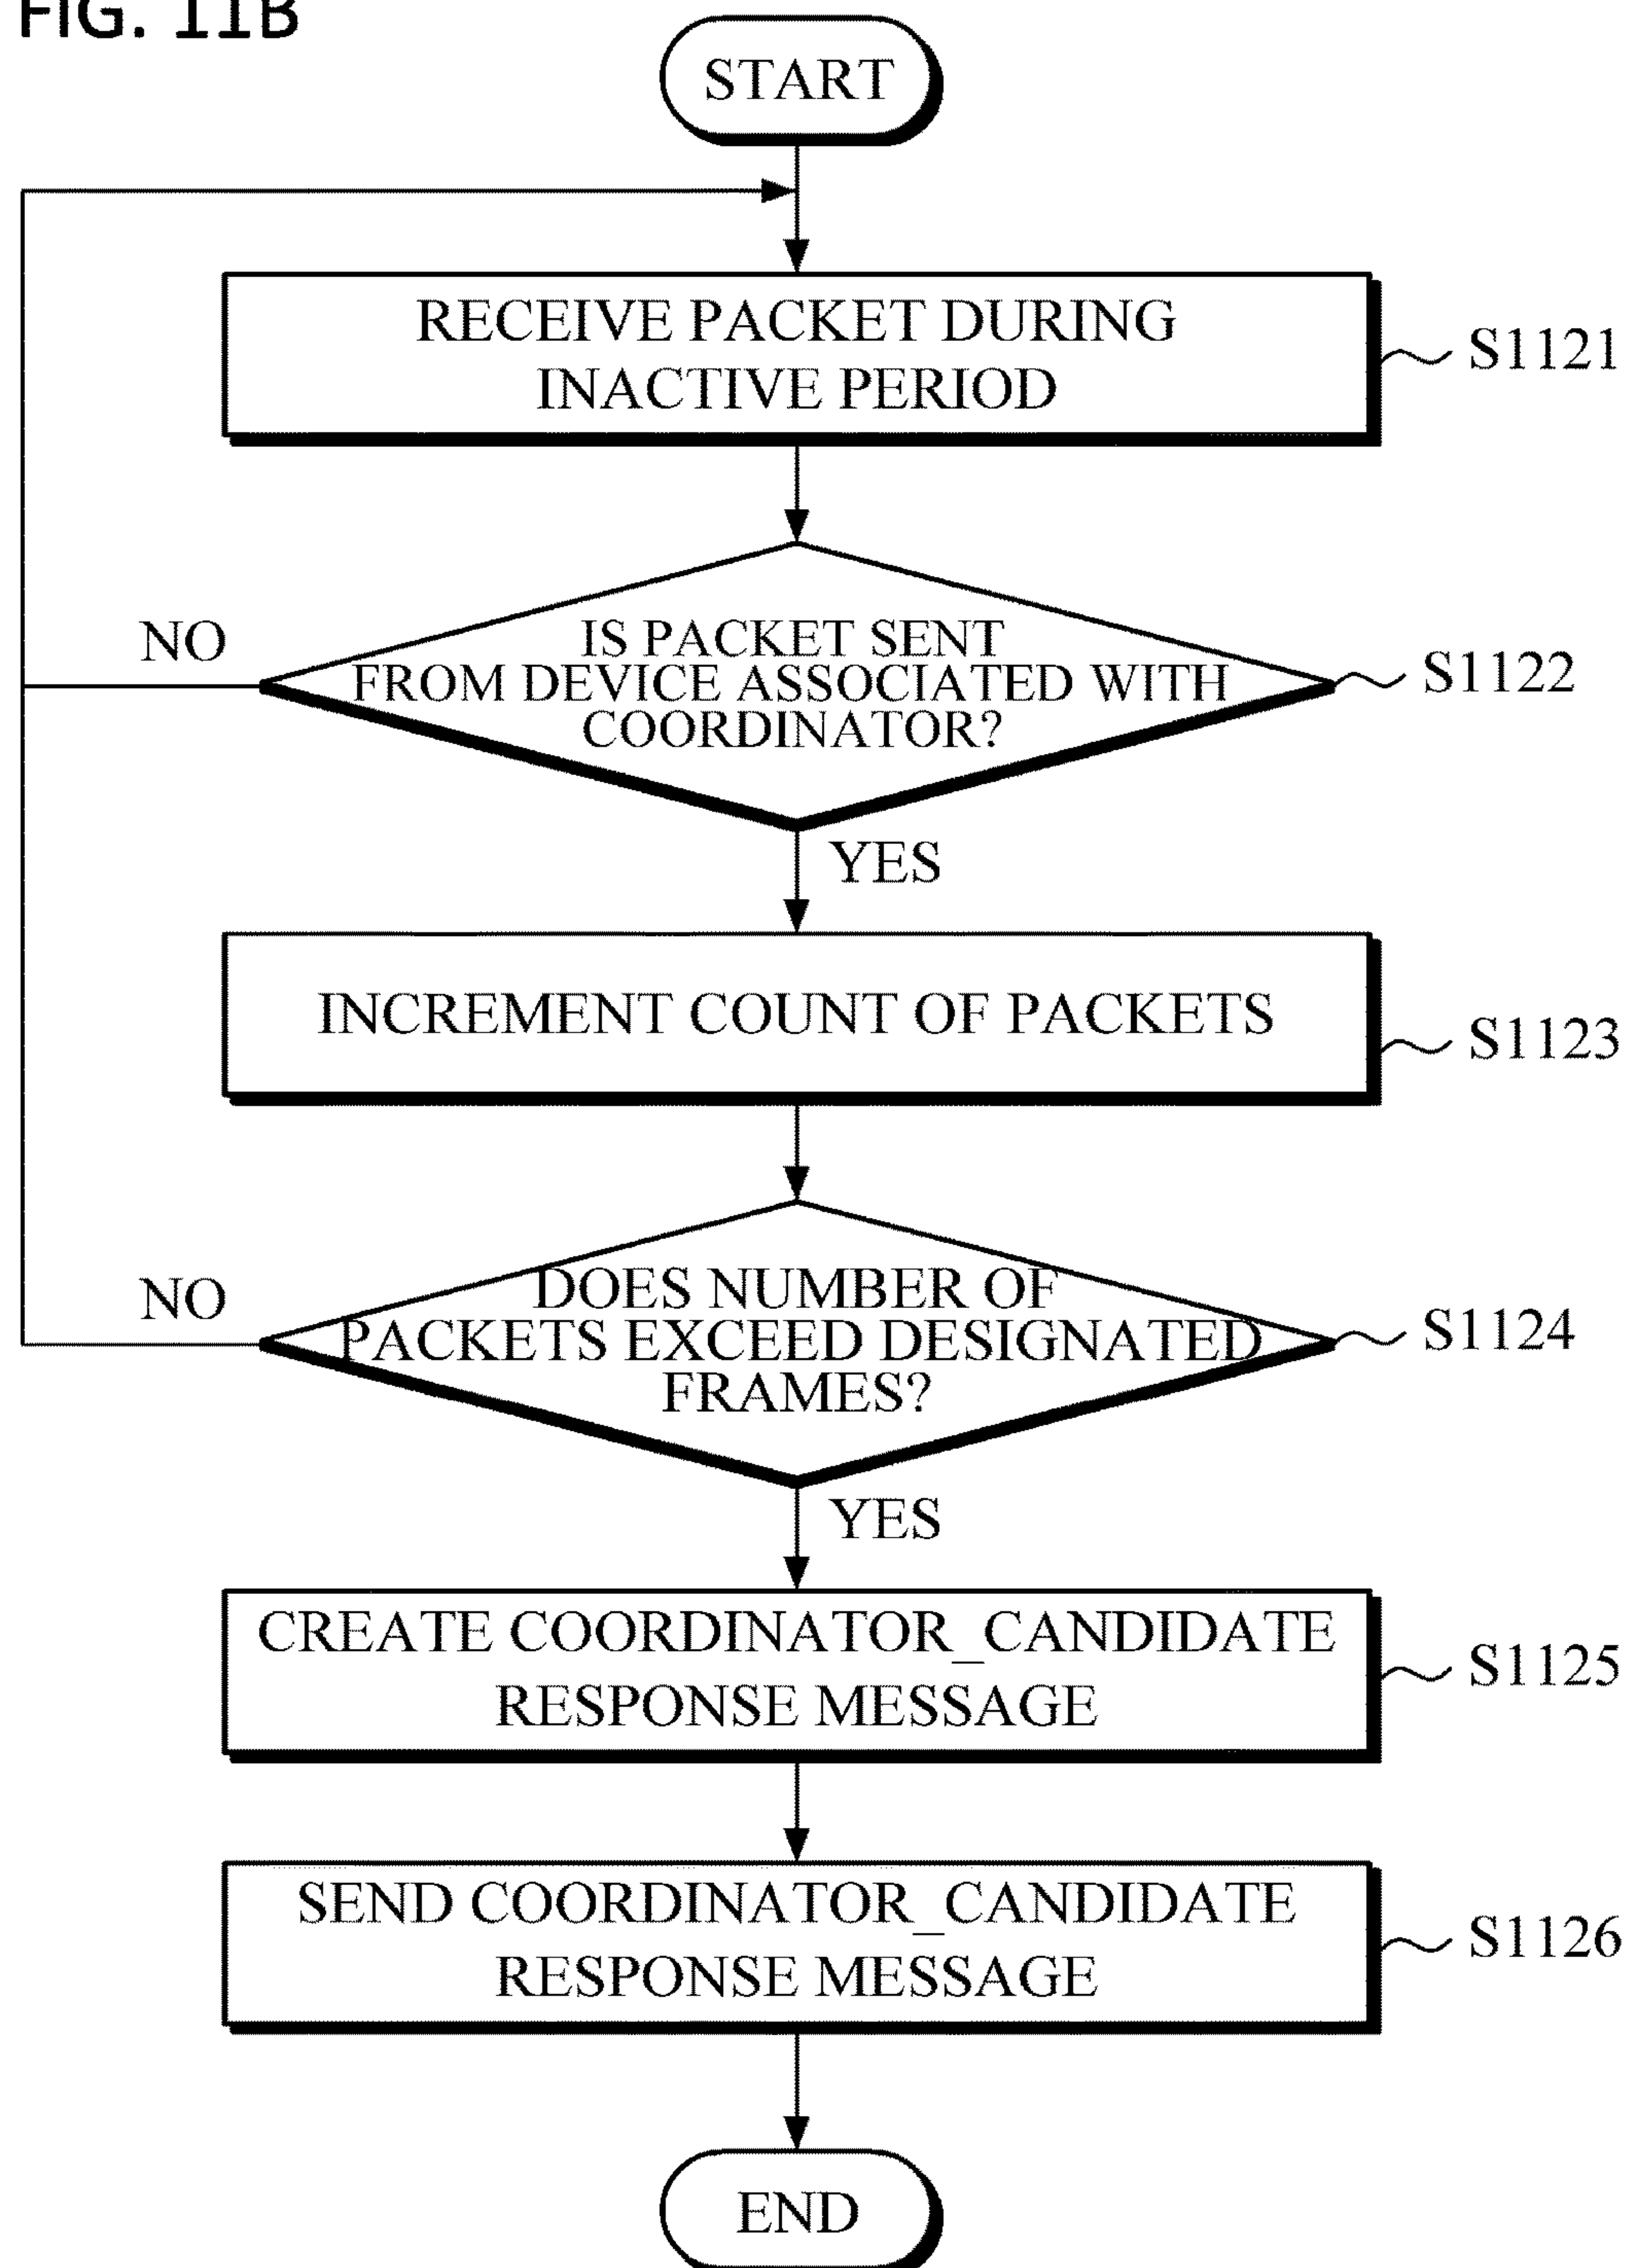 FIG. 11B
START
RECEIVE PACKET DURING
INACTIVE PERIOD
S1121
NO
IS PACKET SENT
FROM DEVICE ASSOCIATED WITH
COORDINATOR?
S1122
YES
INCREMENT COUNT OF PACKETS
S1123
NO
DOES NUMBER OF
PACKETS EXCEED DESIGNATED
FRAMES?
S1124
YES
CREATE COORDINATOR_CANDIDATE
RESPONSE MESSAGE
S1125
SEND COORDINATOR_CANDIDATE
RESPONSE MESSAGE
S1126
END